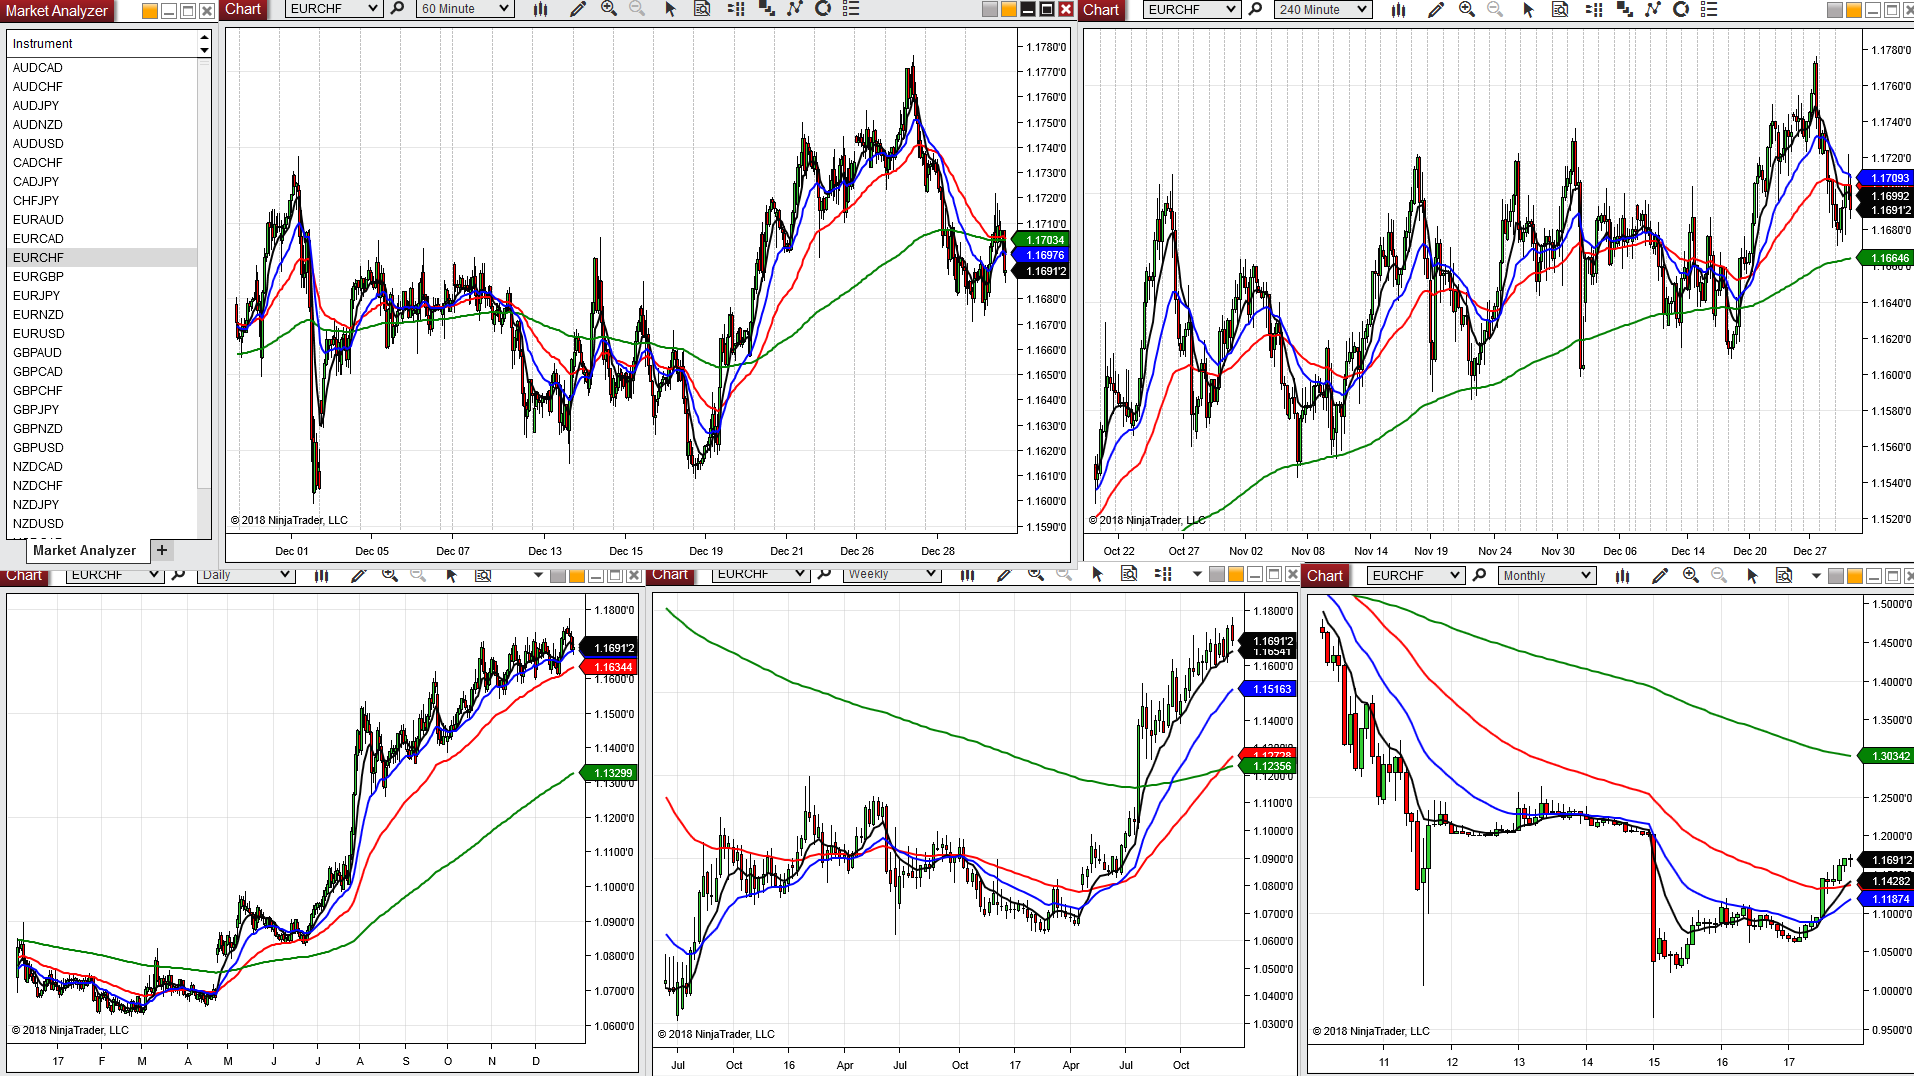 Market Analyzer
Instrument
AUDCAD
AUDCHF
AUDJPY
AUDNZD
AUDUSD
CADCHF
CADJPY
CHFJPY
EURAUD
EURCAD
EURCHF
EURGBP
EURJPY
EURNZD
EURUSD
GBPAUD
GBPCAD
GBPCHF
GBPJPY
GBPNZD
GBPUSD
NZDCAD
NZDCHF
NZDJPY
NZDUSD
Market Analyzer +
Chart EURCHF 60 Minute
1.1780'0
1.1770'0
1.1760'0
1.1750'0
1.1740'0
1.1730'0
1.1720'0
1.1710'0
1.17034
1.16976
1.1691'2
1.1680'0
1.1670'0
1.1660'0
1.1650'0
1.1640'0
1.1630'0
1.1620'0
1.1610'0
1.1600'0
1.1590'0
© 2018 NinjaTrader, LLC
Dec 01 Dec 05 Dec 07 Dec 13 Dec 15 Dec 19 Dec 21 Dec 26 Dec 28
Chart EURCHF 240 Minute
1.1780'0
1.1760'0
1.1740'0
1.1720'0
1.17093
1.16992
1.1691'2
1.1680'0
1.16646
1.1660'0
1.1640'0
1.1620'0
1.1600'0
1.1580'0
1.1560'0
1.1540'0
1.1520'0
© 2018 NinjaTrader, LLC
Oct 22 Oct 27 Nov 02 Nov 08 Nov 14 Nov 19 Nov 24 Nov 30 Dec 06 Dec 14 Dec 20 Dec 27
Chart EURCHF Daily
1.1800'0
1.1691'2
1.16344
1.1600'0
1.1500'0
1.1400'0
1.13299
1.1200'0
1.1100'0
1.1000'0
1.0900'0
1.0800'0
1.0700'0
1.0600'0
© 2018 NinjaTrader, LLC
17 F M A M J J A S O N D
Chart EURCHF Weekly
1.1800'0
1.1691'2
1.16541
1.1600'0
1.15163
1.1400'0
1.12728
1.12356
1.1200'0
1.1100'0
1.1000'0
1.0900'0
1.0800'0
1.0700'0
1.0600'0
1.0500'0
1.0400'0
1.0300'0
© 2018 NinjaTrader, LLC
Jul Oct 16 Apr Jul Oct 17 Apr Jul Oct
Chart EURCHF Monthly
1.5000'0
1.4500'0
1.4000'0
1.3500'0
1.30342
1.2500'0
1.2000'0
1.1691'2
1.14282
1.11874
1.1000'0
1.0500'0
1.0000'0
0.9500'0
© 2018 NinjaTrader, LLC
11 12 13 14 15 16 17